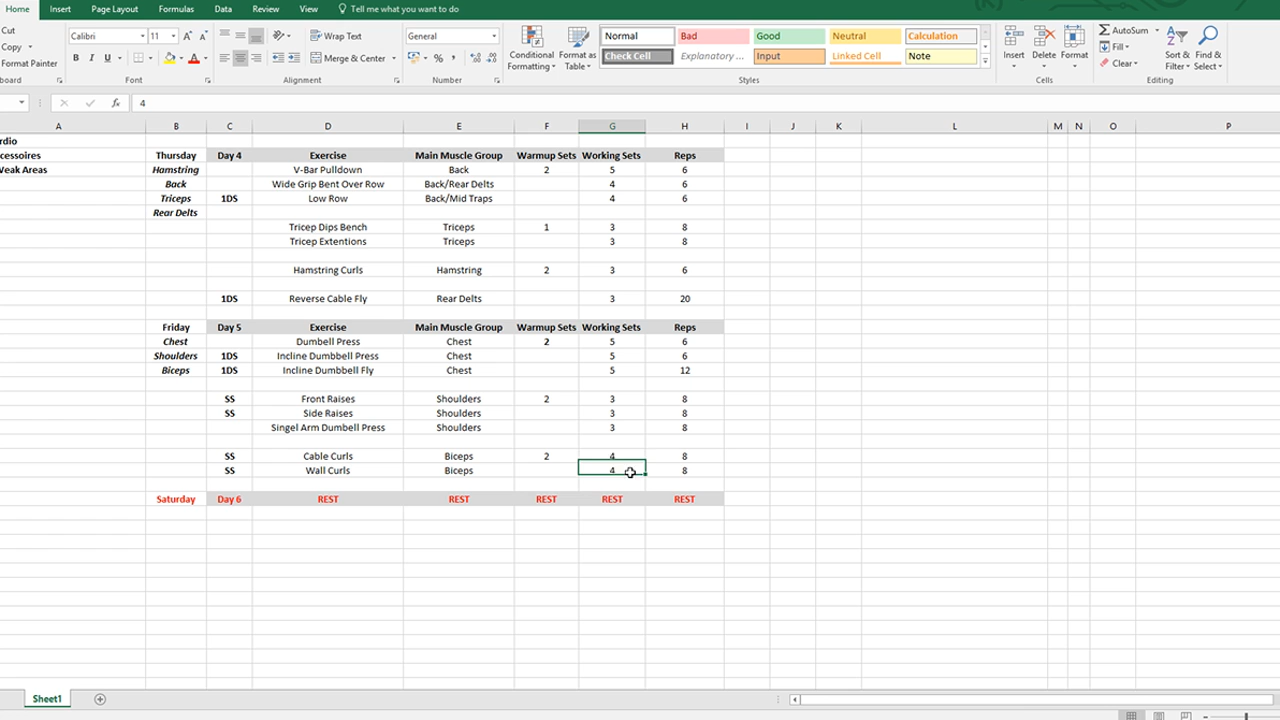 Home Insert Page Layout Formulas Data Review View Tell me what you want to do
Cut
Copy
Format Painter
Calibri 11 A A
B I U A
Wrap Text
Merge & Center
General
% ,
Conditional Formatting
Format as Table
Normal Bad Good Neutral Calculation
Check Cell Explanatory ... Input Linked Cell Note
Insert Delete Format
AutoSum
Fill
Clear
Sort & Filter
Find & Select
board Font Alignment Number Styles Cells Editing
fx 4
A B C D E F G H I J K L M N O P
rdio
cessoires Thursday Day 4 Exercise Main Muscle Group Warmup Sets Working Sets Reps
Weak Areas Hamstring V-Bar Pulldown Back 2 5 6
Back Wide Grip Bent Over Row Back/Rear Delts 4 6
Triceps 1DS Low Row Back/Mid Traps 4 6
Rear Delts
Tricep Dips Bench Triceps 1 3 8
Tricep Extentions Triceps 3 8
Hamstring Curls Hamstring 2 3 6
1DS Reverse Cable Fly Rear Delts 3 20
Friday Day 5 Exercise Main Muscle Group Warmup Sets Working Sets Reps
Chest Dumbell Press Chest 2 5 6
Shoulders 1DS Incline Dumbbell Press Chest 5 6
Biceps 1DS Incline Dumbbell Fly Chest 5 12
SS Front Raises Shoulders 2 3 8
SS Side Raises Shoulders 3 8
Singel Arm Dumbell Press Shoulders 3 8
SS Cable Curls Biceps 2 4 8
SS Wall Curls Biceps 4 8
Saturday Day 6 REST REST REST REST REST
Sheet1